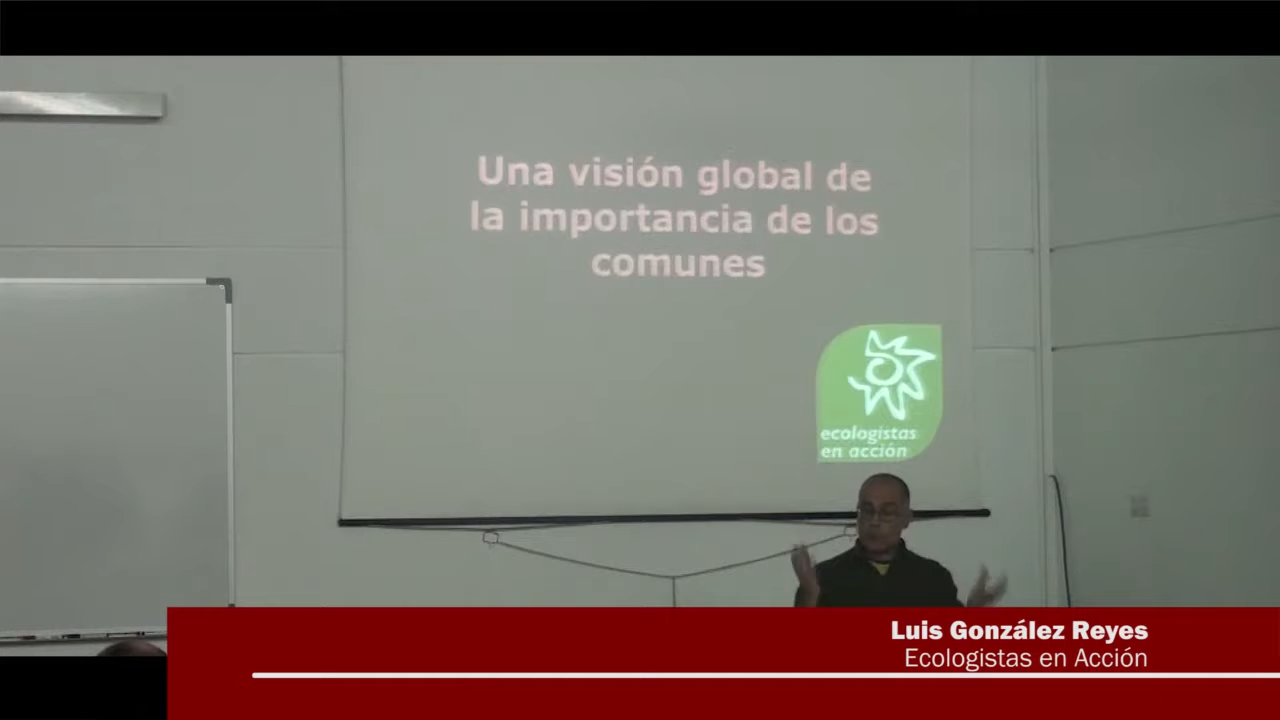 Una visión global de
la importancia de los
comunes
ecologistas
en acción
Luis González Reyes
Ecologistas en Acción